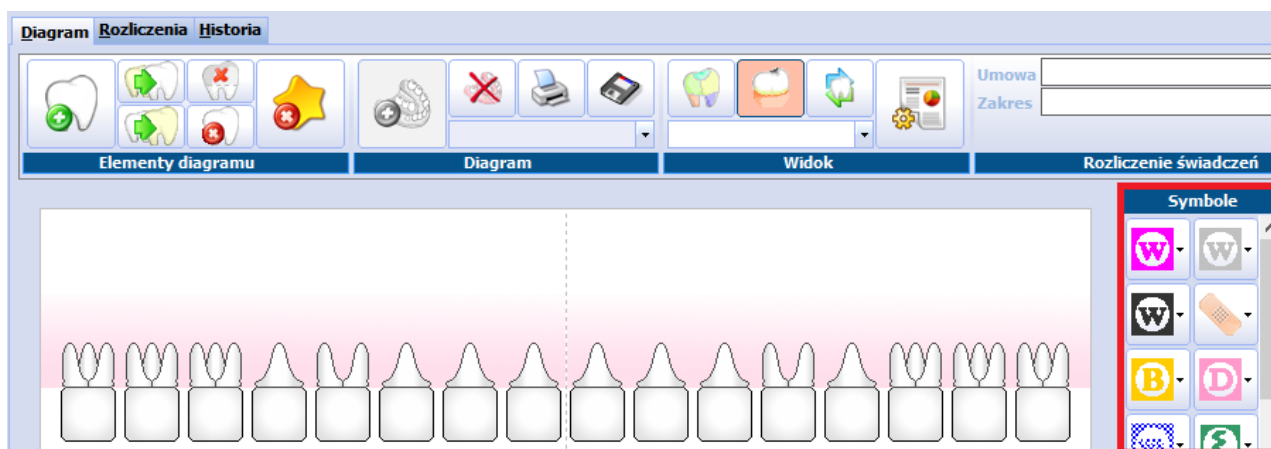 Diagram Rozliczenia Historia
Umowa
Zakres
Elementy diagramu Diagram Widok Rozliczenie świadczeń
Symbole
W W
W
B D